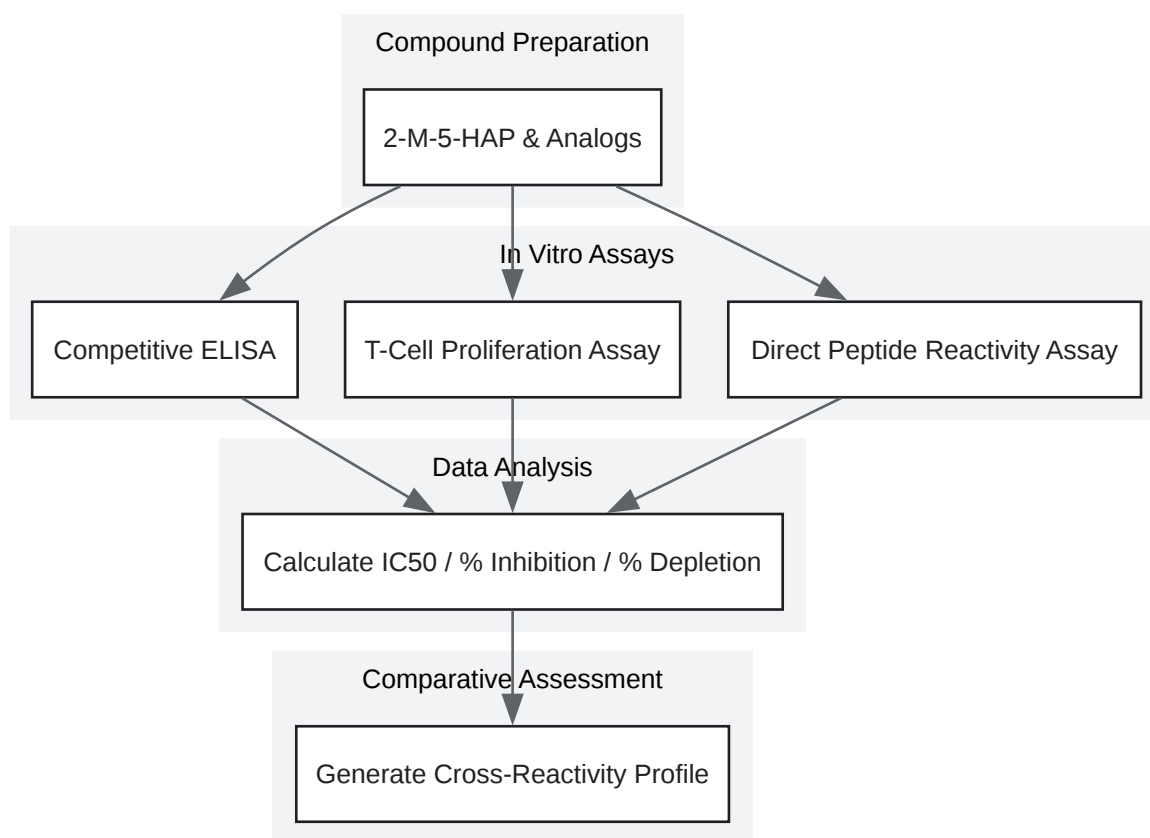 Compound Preparation
2-M-5-HAP & Analogs
In Vitro Assays
Competitive ELISA
T-Cell Proliferation Assay
Direct Peptide Reactivity Assay
Data Analysis
Calculate IC50 / % Inhibition / % Depletion
Comparative Assessment
Generate Cross-Reactivity Profile